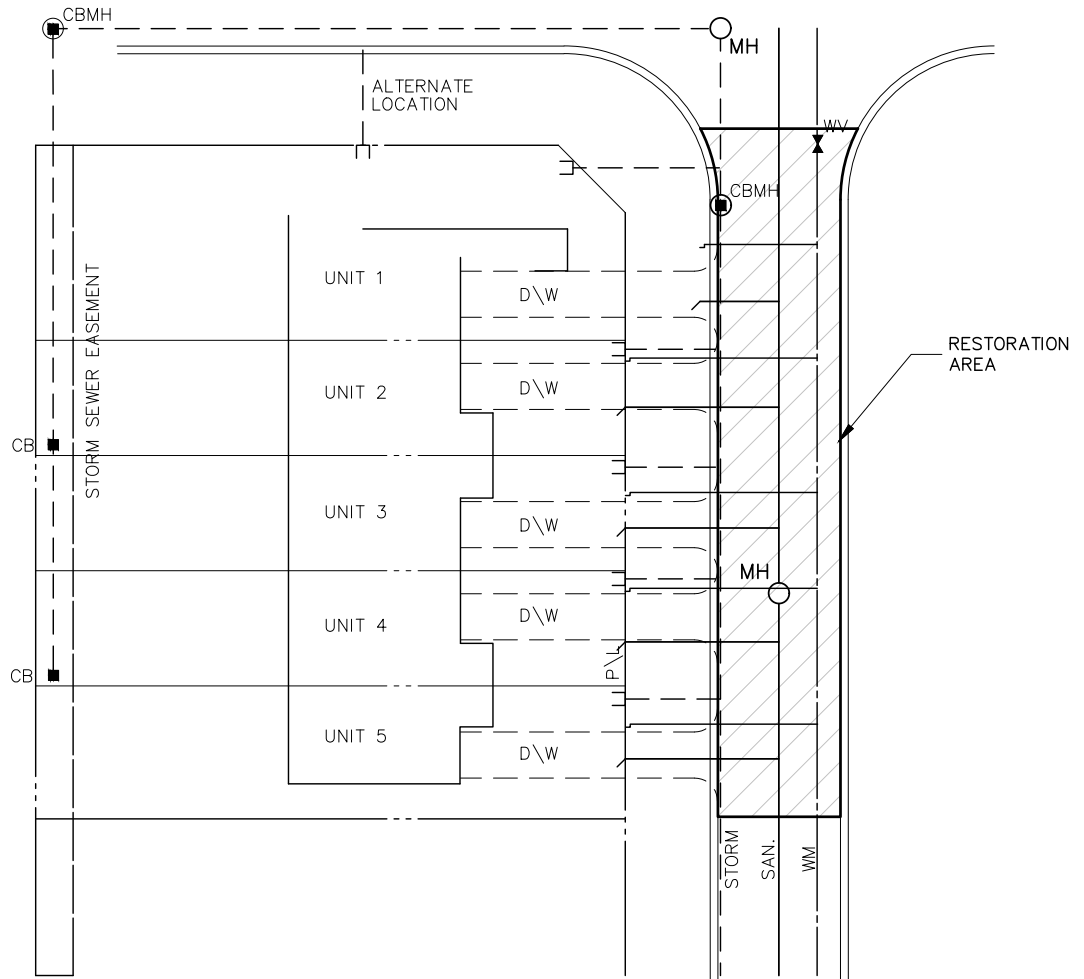 CBMH
MH
ALTERNATE
LOCATION
WV
CBMH
STORM SEWER EASEMENT
UNIT 1
D\W
RESTORATION
AREA
UNIT 2
D\W
CB
UNIT 3
D\W
MH
UNIT 4
D\W
P\L
CB
UNIT 5
D\W
STORM
SAN.
WM